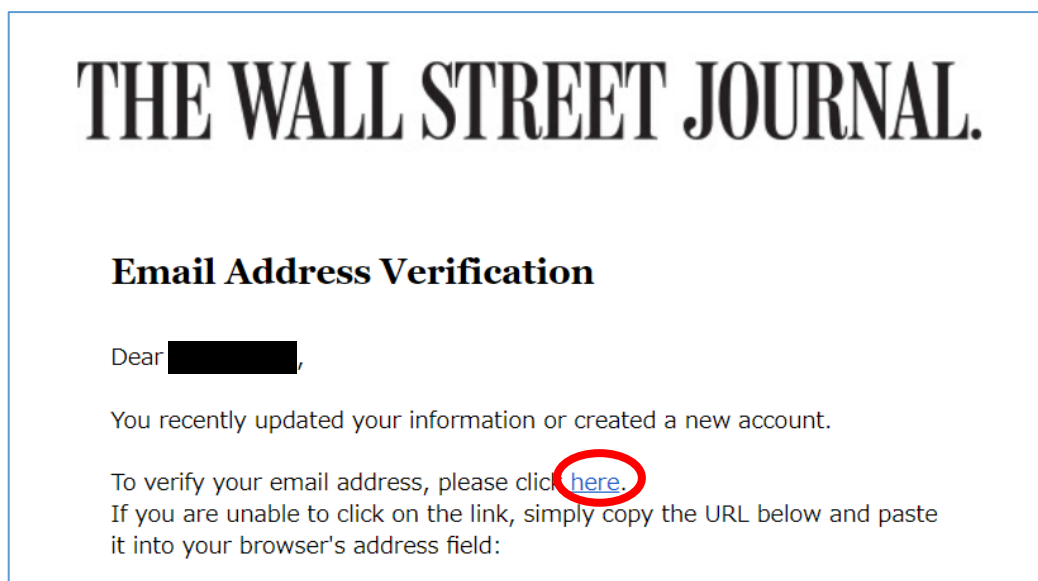 THE WALL STREET JOURNAL.
Email Address Verification
Dear ,
You recently updated your information or created a new account.
To verify your email address, please click here.
If you are unable to click on the link, simply copy the URL below and paste
it into your browser's address field: